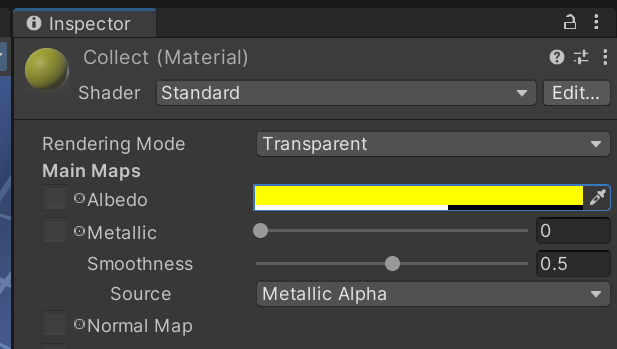 Inspector
Collect (Material)
Shader Standard Edit...
Rendering Mode Transparent
Main Maps
Albedo
Metallic 0
Smoothness 0.5
Source Metallic Alpha
Normal Map